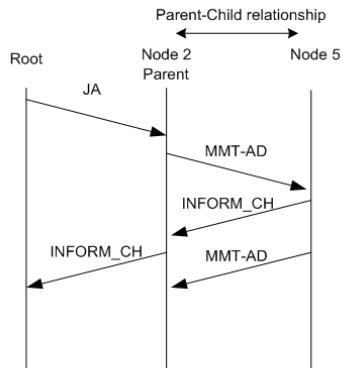 Parent-Child relationship
Root
Node 2
Parent
Node 5
JA
MMT-AD
INFORM_CH
INFORM_CH
MMT-AD